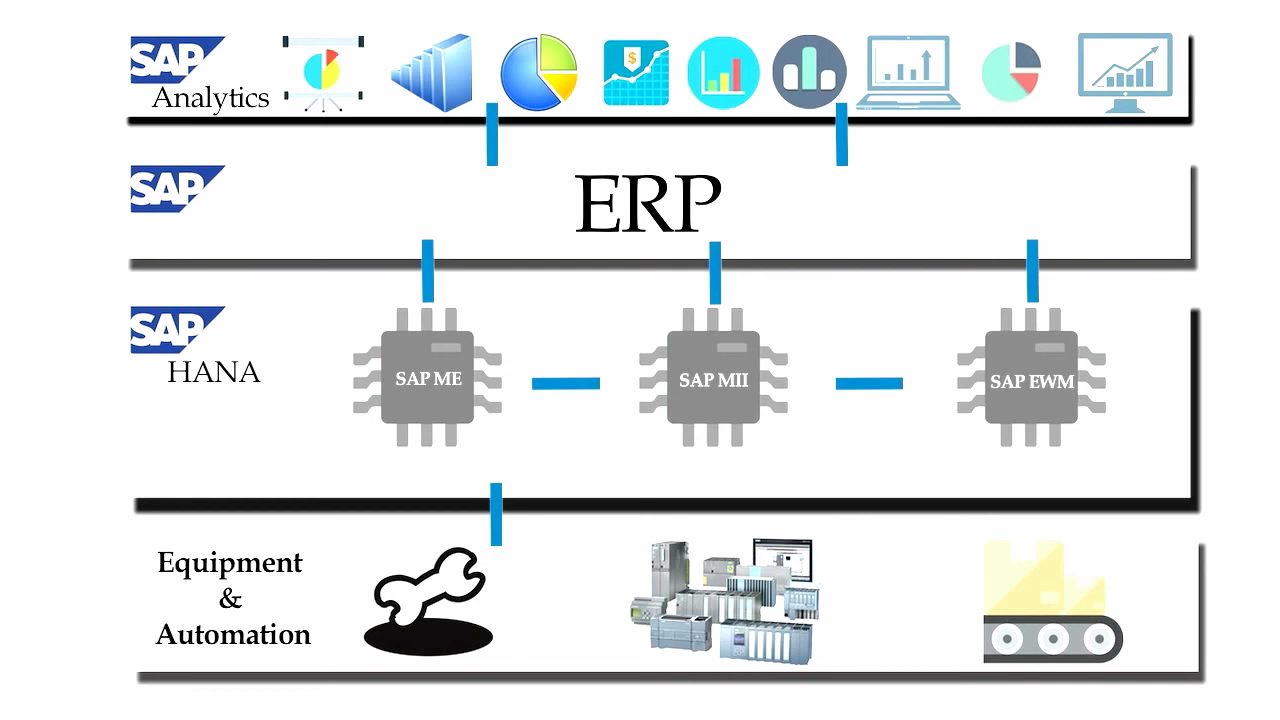 SAP
Analytics
$
SAP
ERP
SAP
HANA
SAP ME
SAP MII
SAP EWM
Equipment
&
Automation